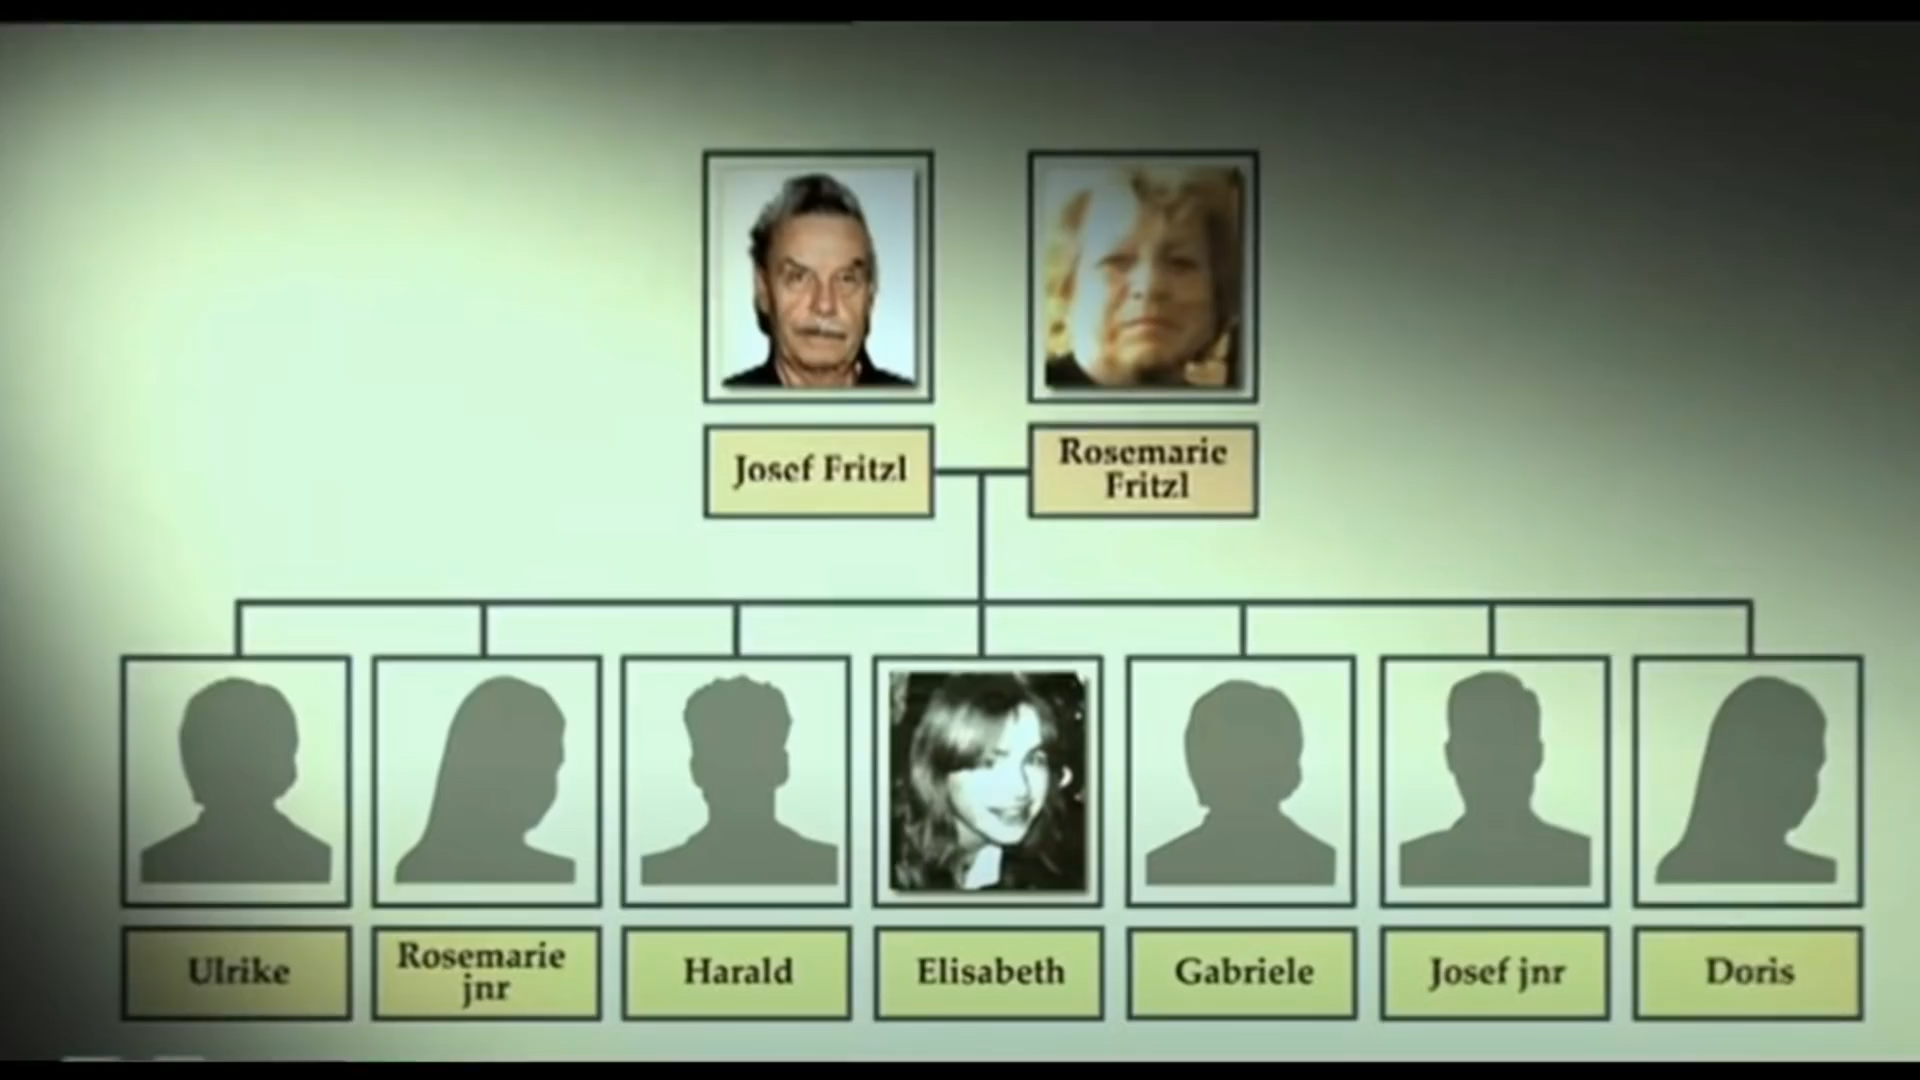 Josef Fritzl
Rosemarie
Fritzl
Ulrike
Rosemarie
jnr
Harald
Elisabeth
Gabriele
Josef jnr
Doris